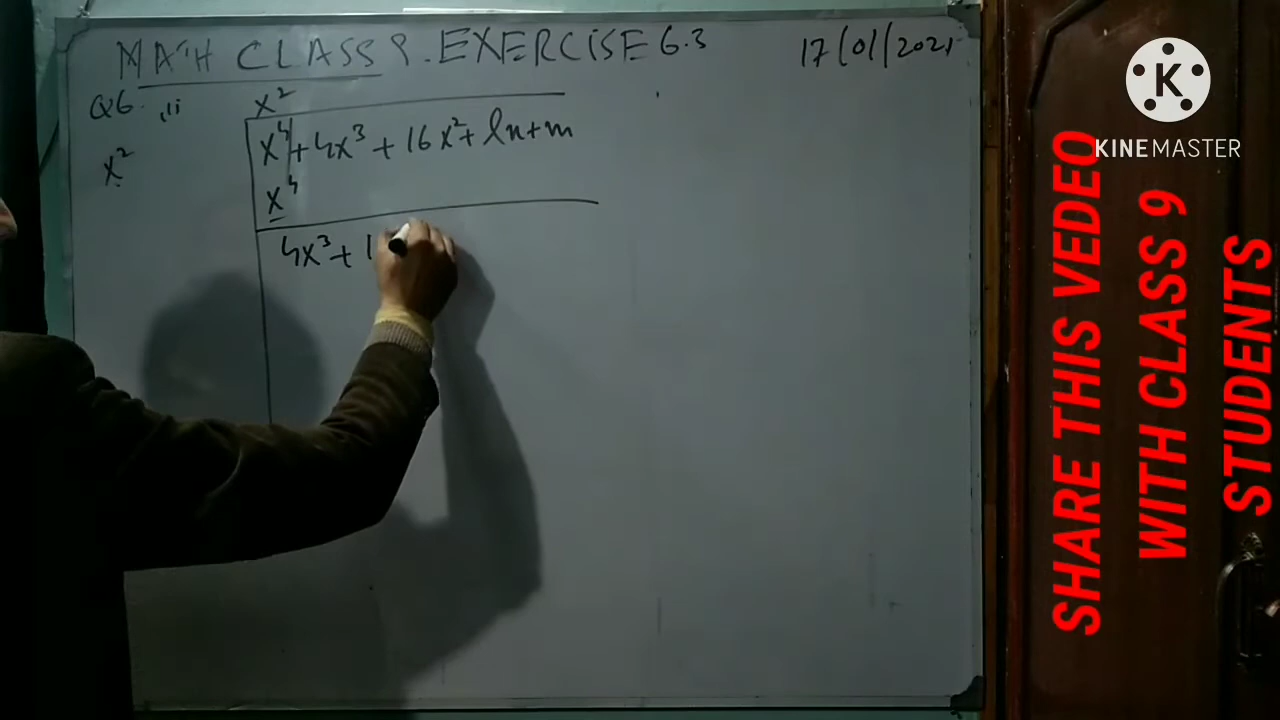 MATH CLASS 9. EXERCISE 6.3 17/01/2021
Q6. ii x²
x⁴+4x³+16x²+lx+m
x²
x⁴
4x³+1
K
KINEMASTER
SHARE THIS VEDEO
WITH CLASS 9
STUDENTS